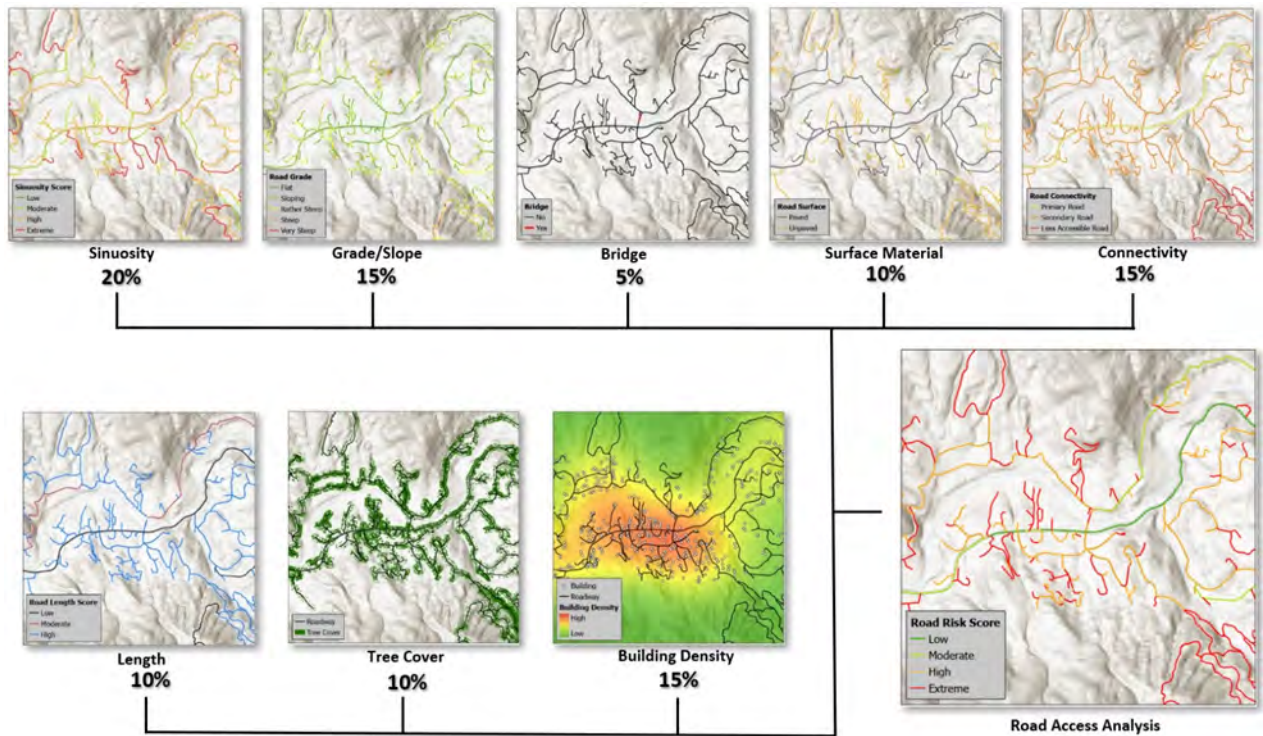 Sinuosity Score
Low
Moderate
High
Extreme
Sinuosity
20%
Road Grade
Flat
Sloping
Rather Steep
Steep
Very Steep
Grade/Slope
15%
Bridge
No
Yes
Bridge
5%
Road Surface
Paved
Unpaved
Surface Material
10%
Road Connectivity
Primary Road
Secondary Road
Less Accessible Road
Connectivity
15%
Road Length Score
Low
Moderate
High
Length
10%
Roadway
Tree Cover
Tree Cover
10%
Building
Roadway
Building Density
High
Low
Building Density
15%
Road Risk Score
Low
Moderate
High
Extreme
Road Access Analysis